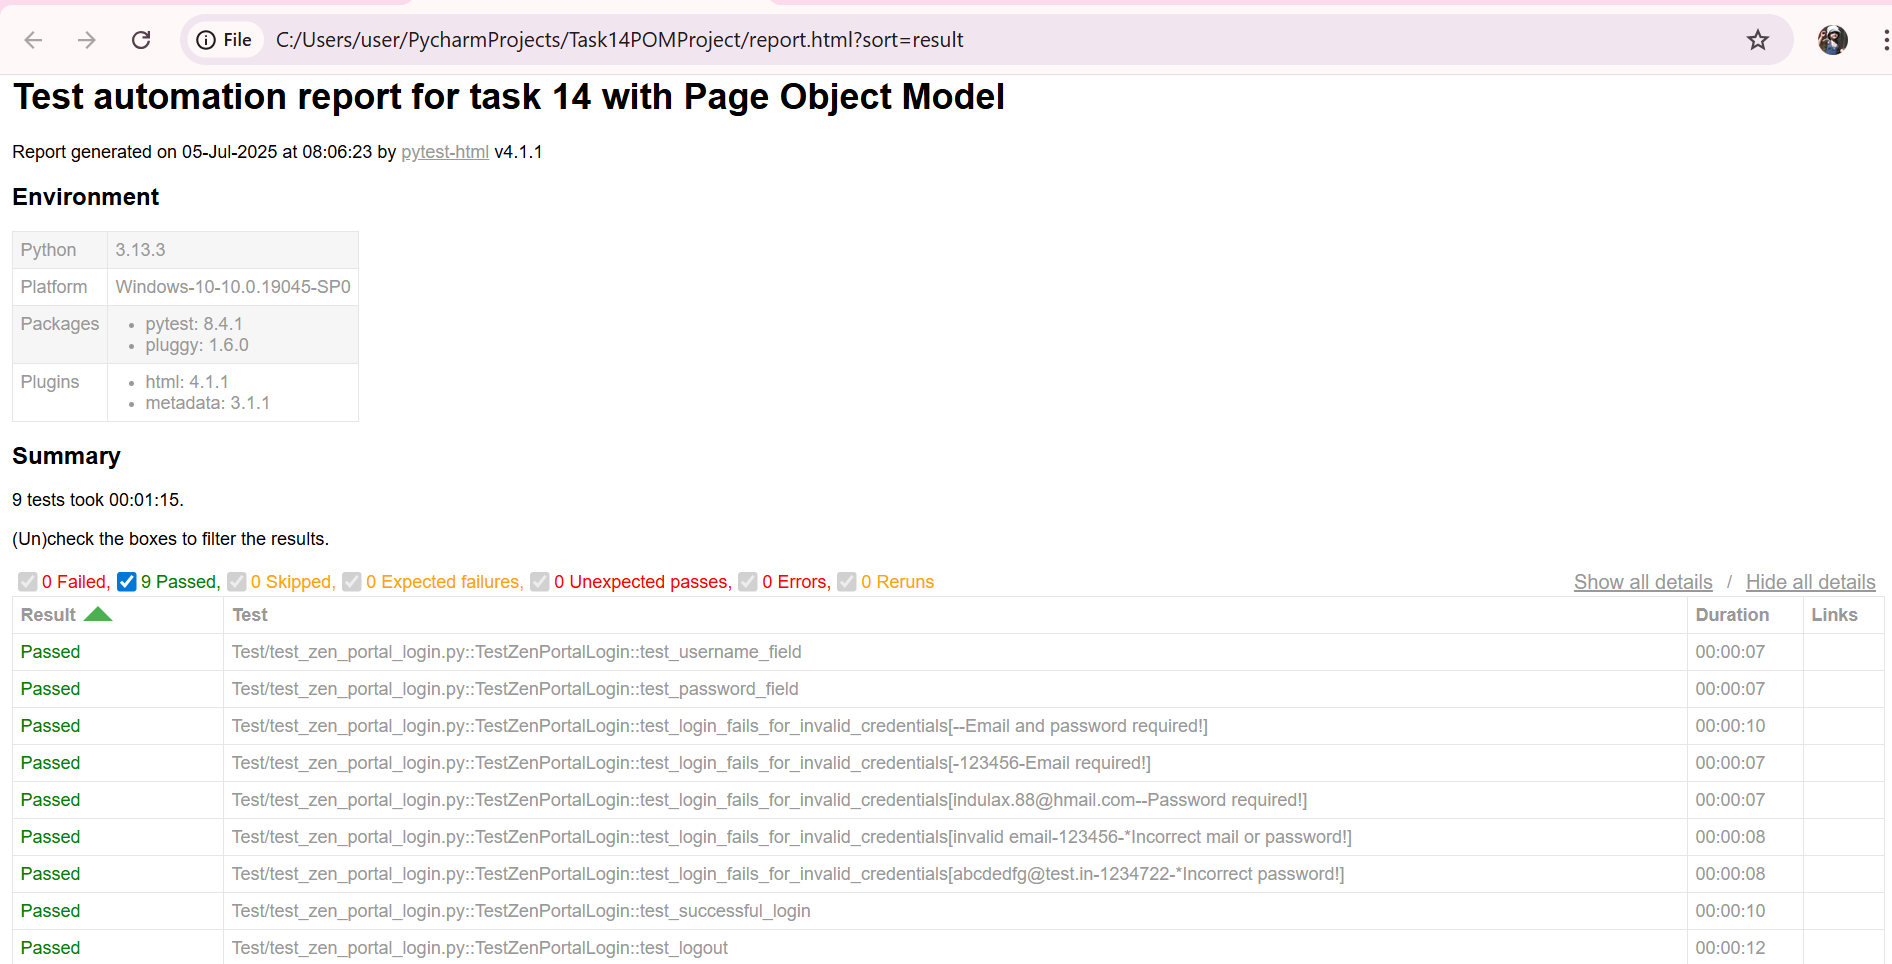 File C:/Users/user/PycharmProjects/Task14POMProject/report.html?sort=result
Test automation report for task 14 with Page Object Model
Report generated on 05-Jul-2025 at 08:06:23 by pytest-html v4.1.1
Environment
Python 3.13.3
Platform Windows-10-10.0.19045-SP0
Packages • pytest: 8.4.1
• pluggy: 1.6.0
Plugins • html: 4.1.1
• metadata: 3.1.1
Summary
9 tests took 00:01:15.
(Un)check the boxes to filter the results.
0 Failed, 9 Passed, 0 Skipped, 0 Expected failures, 0 Unexpected passes, 0 Errors, 0 Reruns Show all details / Hide all details
Result Test Duration Links
Passed Test/test_zen_portal_login.py::TestZenPortalLogin::test_username_field 00:00:07
Passed Test/test_zen_portal_login.py::TestZenPortalLogin::test_password_field 00:00:07
Passed Test/test_zen_portal_login.py::TestZenPortalLogin::test_login_fails_for_invalid_credentials[--Email and password required!] 00:00:10
Passed Test/test_zen_portal_login.py::TestZenPortalLogin::test_login_fails_for_invalid_credentials[-123456-Email required!] 00:00:07
Passed Test/test_zen_portal_login.py::TestZenPortalLogin::test_login_fails_for_invalid_credentials[indulax.88@hmail.com--Password required!] 00:00:07
Passed Test/test_zen_portal_login.py::TestZenPortalLogin::test_login_fails_for_invalid_credentials[invalid email-123456-*Incorrect mail or password!] 00:00:08
Passed Test/test_zen_portal_login.py::TestZenPortalLogin::test_login_fails_for_invalid_credentials[abcdedfg@test.in-1234722-*Incorrect password!] 00:00:08
Passed Test/test_zen_portal_login.py::TestZenPortalLogin::test_successful_login 00:00:10
Passed Test/test_zen_portal_login.py::TestZenPortalLogin::test_logout 00:00:12